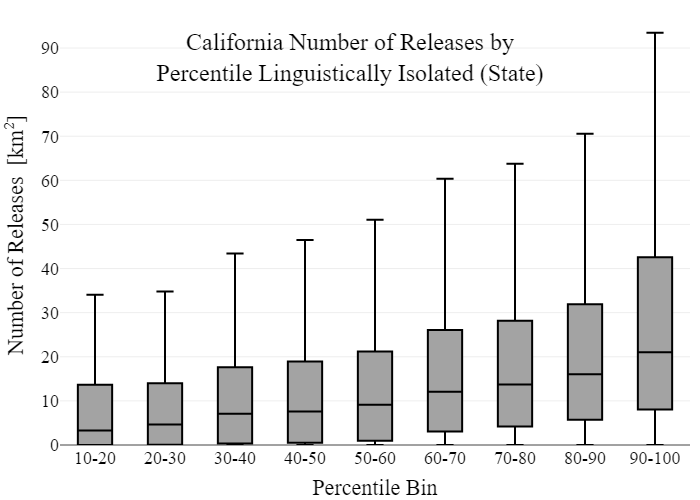 California Number of Releases by
Percentile Linguistically Isolated (State)
Number of Releases [km²]
90
80
70
60
50
40
30
20
10
0
10-20 20-30 30-40 40-50 50-60 60-70 70-80 80-90 90-100
Percentile Bin